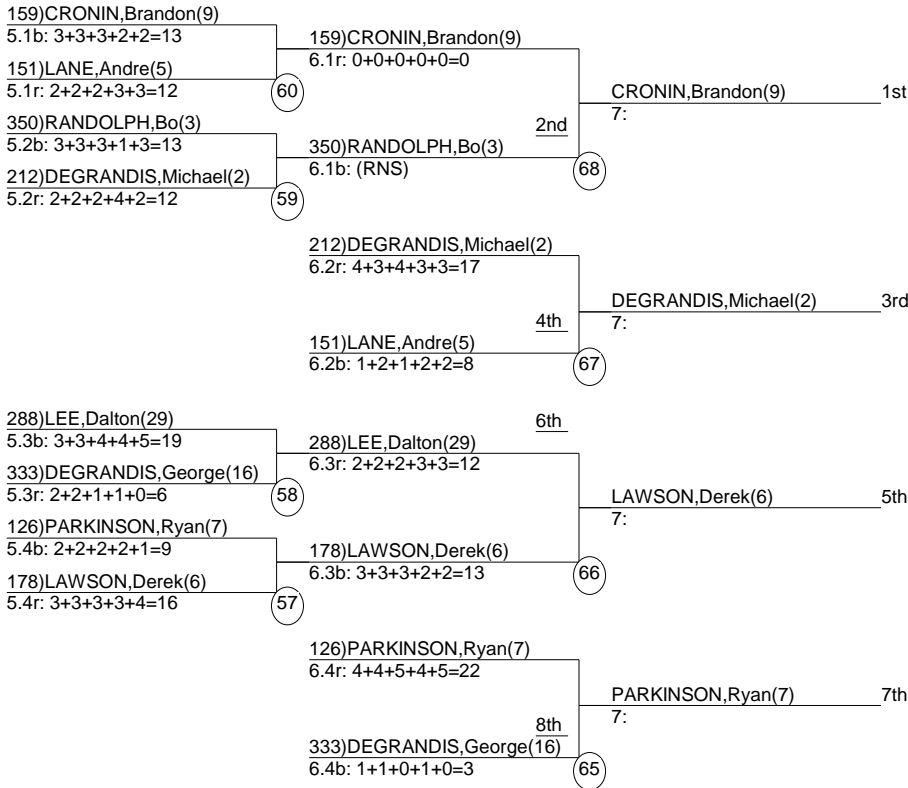 159)CRONIN,Brandon(9)
5.1b: 3+3+3+2+2=13
159)CRONIN,Brandon(9)
6.1r: 0+0+0+0+0=0
151)LANE,Andre(5)
5.1r: 2+2+2+3+3=12
60
CRONIN,Brandon(9)
1st
7:
350)RANDOLPH,Bo(3)
5.2b: 3+3+3+1+3=13
2nd
350)RANDOLPH,Bo(3)
6.1b: (RNS)
68
212)DEGRANDIS,Michael(2)
5.2r: 2+2+2+4+2=12
59
212)DEGRANDIS,Michael(2)
6.2r: 4+3+4+3+3=17
DEGRANDIS,Michael(2)
3rd
7:
4th
151)LANE,Andre(5)
6.2b: 1+2+1+2+2=8
67
288)LEE,Dalton(29)
5.3b: 3+3+4+4+5=19
6th
288)LEE,Dalton(29)
6.3r: 2+2+2+3+3=12
333)DEGRANDIS,George(16)
5.3r: 2+2+1+1+0=6
58
LAWSON,Derek(6)
5th
7:
126)PARKINSON,Ryan(7)
5.4b: 2+2+2+2+1=9
178)LAWSON,Derek(6)
6.3b: 3+3+3+2+2=13
66
178)LAWSON,Derek(6)
5.4r: 3+3+3+3+4=16
57
126)PARKINSON,Ryan(7)
6.4r: 4+4+5+4+5=22
PARKINSON,Ryan(7)
7th
7:
8th
333)DEGRANDIS,George(16)
6.4b: 1+1+0+1+0=3
65